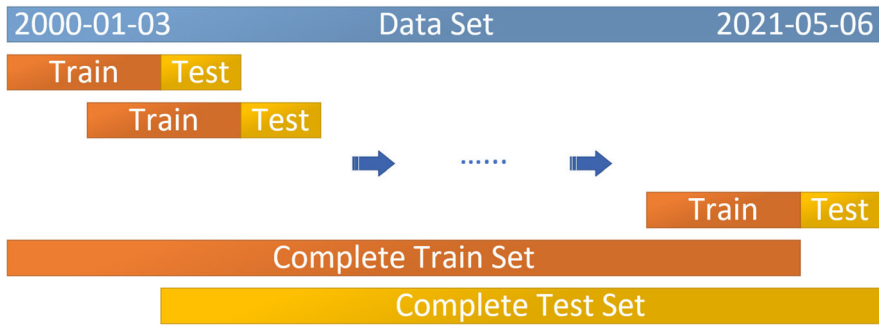 2000-01-03 Data Set 2021-05-06
Train Test
Train Test
......
Train Test
Complete Train Set
Complete Test Set